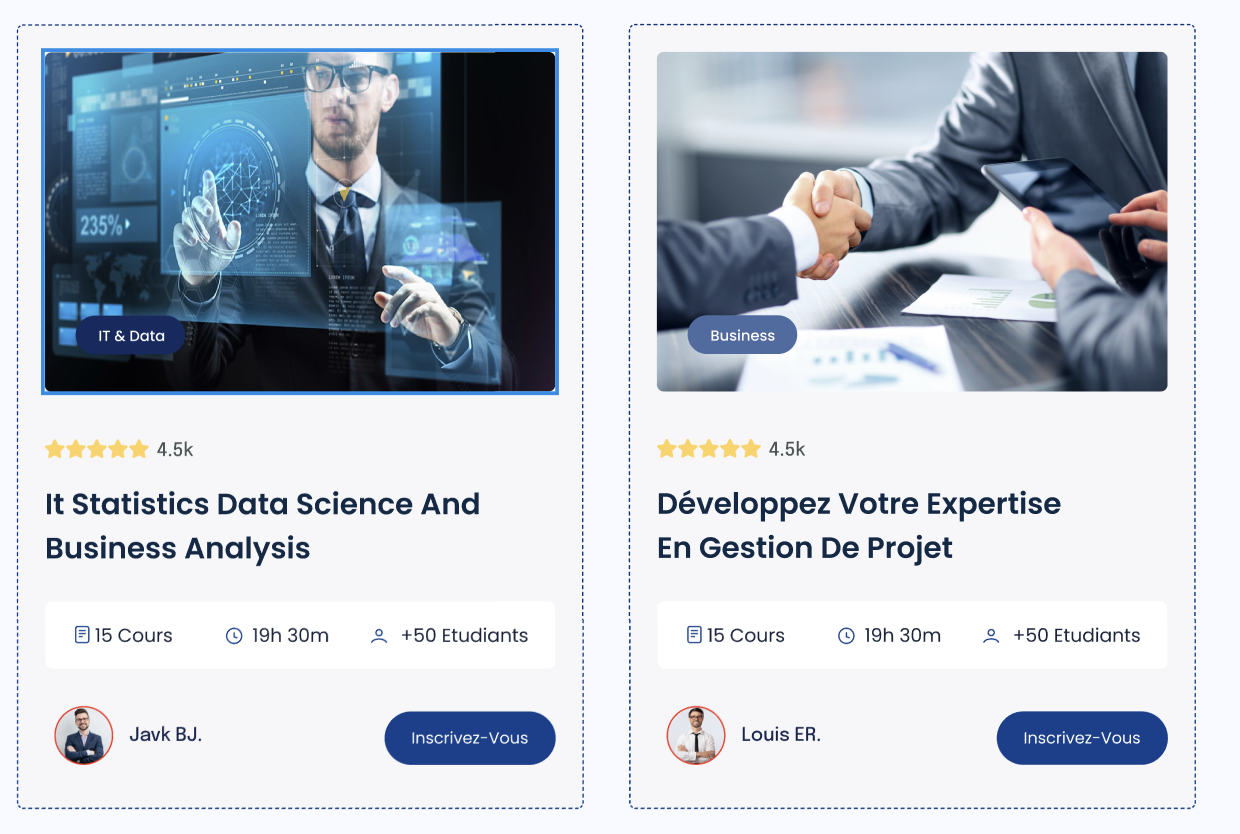 235%
IT & Data
4.5k
It Statistics Data Science And
Business Analysis
15 Cours
19h 30m
+50 Etudiants
Javk BJ.
Inscrivez-Vous
Business
4.5k
Développez Votre Expertise
En Gestion De Projet
15 Cours
19h 30m
+50 Etudiants
Louis ER.
Inscrivez-Vous